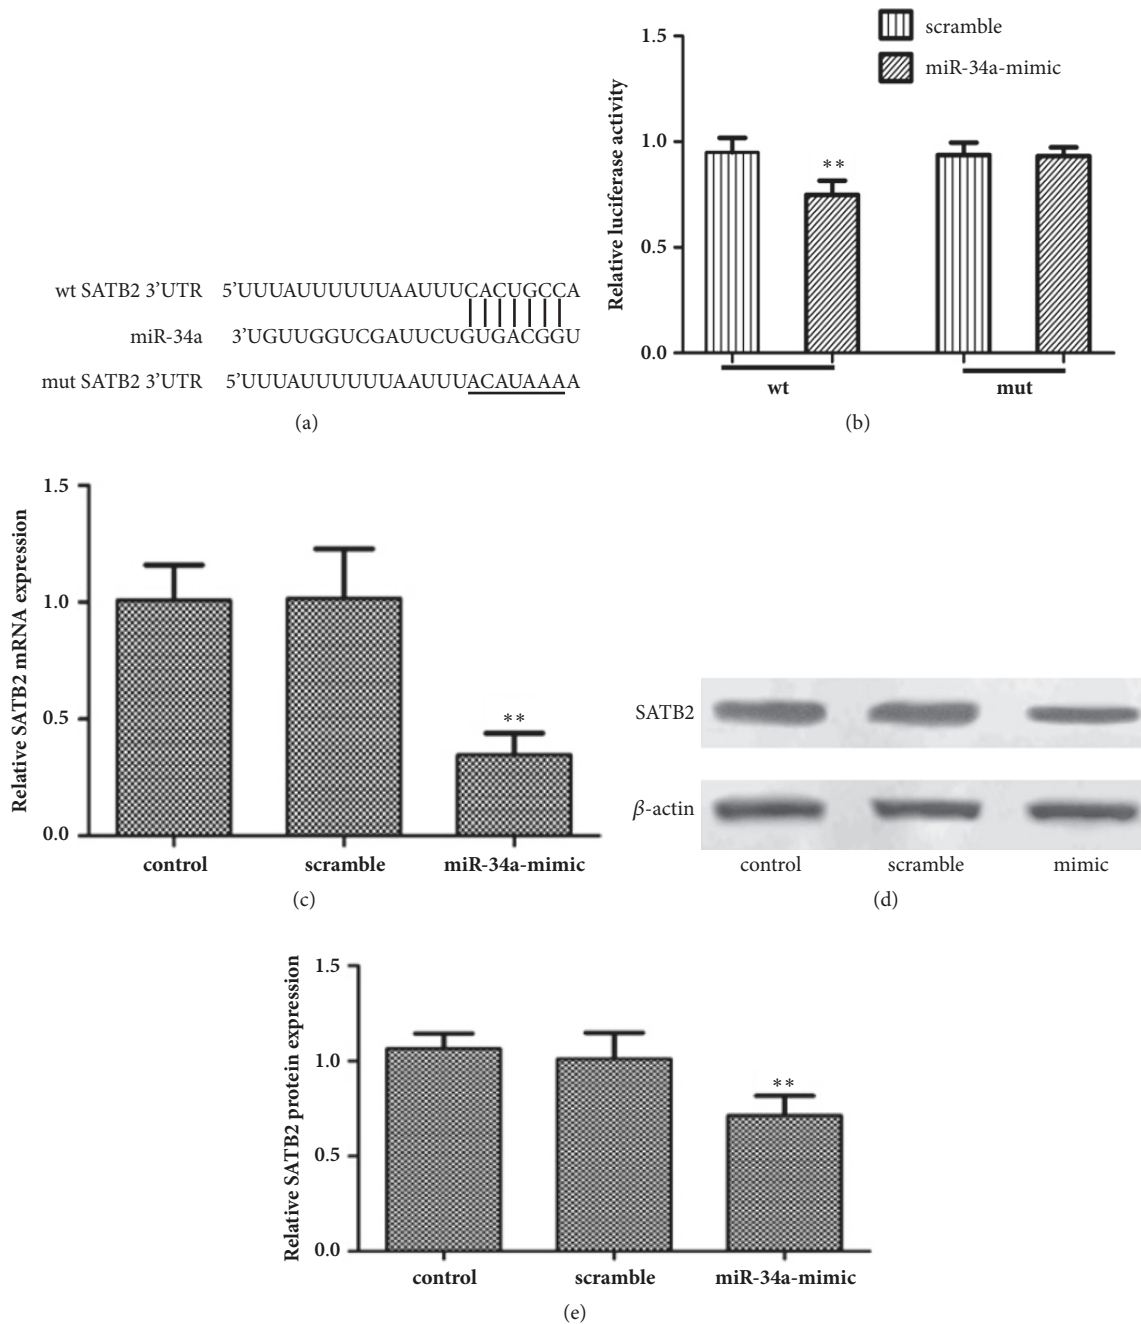 wt SATB2 3'UTR 5'UUUAUUUUUUAAUUUCACUGCCA
miR-34a 3'UGUUGGUCGAUUCUGUGACGGU
mut SATB2 3'UTR 5'UUUAUUUUUUAAUUUACAUAAAA
(a)
scramble
miR-34a-mimic
Relative luciferase activity
1.5
1.0
0.5
0.0
**
wt
mut
(b)
Relative SATB2 mRNA expression
1.5
1.0
0.5
0.0
**
control
scramble
miR-34a-mimic
(c)
SATB2
β-actin
control
scramble
mimic
(d)
Relative SATB2 protein expression
1.5
1.0
0.5
0.0
**
control
scramble
miR-34a-mimic
(e)